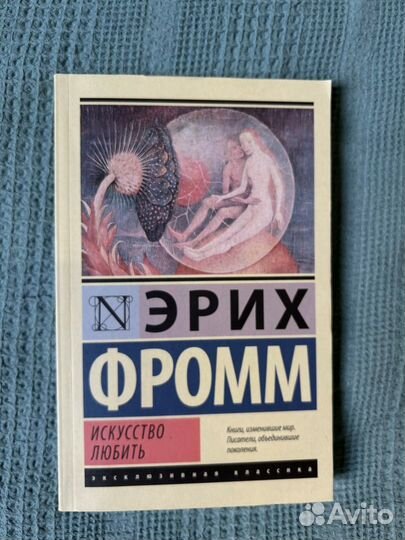 N ЭРИХ
ФРОММ
ИСКУССТВО
ЛЮБИТЬ
Книги, изменившие мир.
Писатели, объединившие
поколения.
эксклюзивная классика
Avito